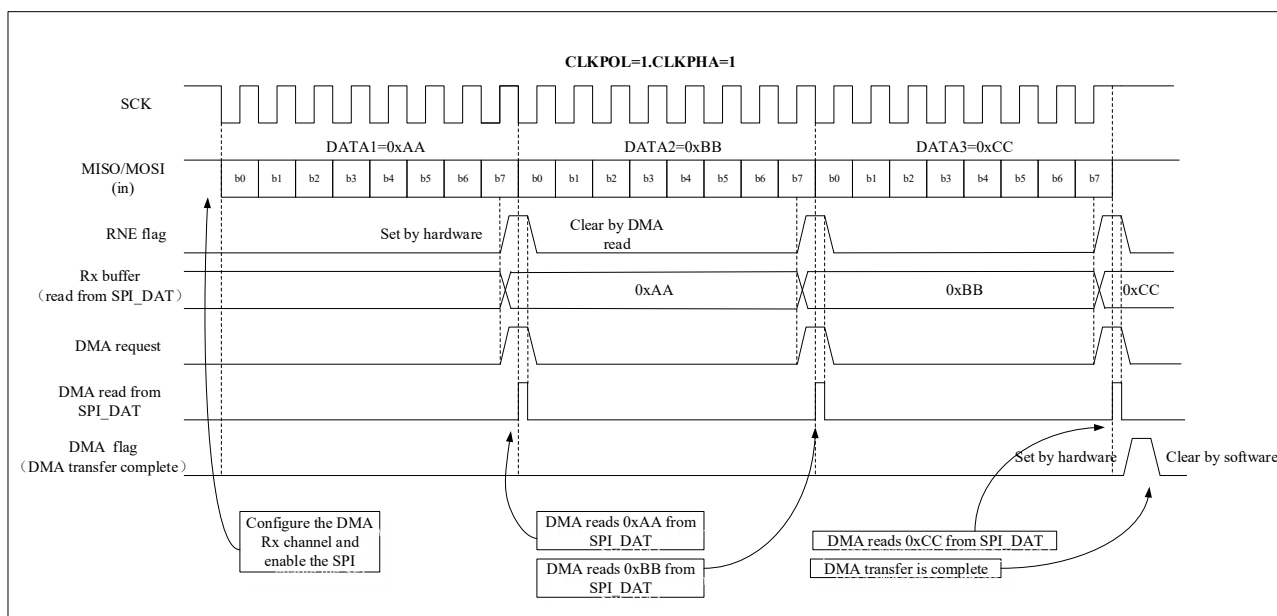 CLKPOL=1.CLKPHA=1
SCK
DATA1=0xAA DATA2=0xBB DATA3=0xCC
MISO/MOSI
(in)
b0 b1 b2 b3 b4 b5 b6 b7 b0 b1 b2 b3 b4 b5 b6 b7 b0 b1 b2 b3 b4 b5 b6 b7
RNE flag
Set by hardware
Clear by DMA
read
Rx buffer
（read from SPI_DAT）
0xAA 0xBB 0xCC
DMA request
DMA read from
SPI_DAT
DMA flag
（DMA transfer complete）
Set by hardware Clear by software
Configure the DMA
Rx channel and
enable the SPI
DMA reads 0xAA from
SPI_DAT
DMA reads 0xBB from
SPI_DAT
DMA reads 0xCC from SPI_DAT
DMA transfer is complete